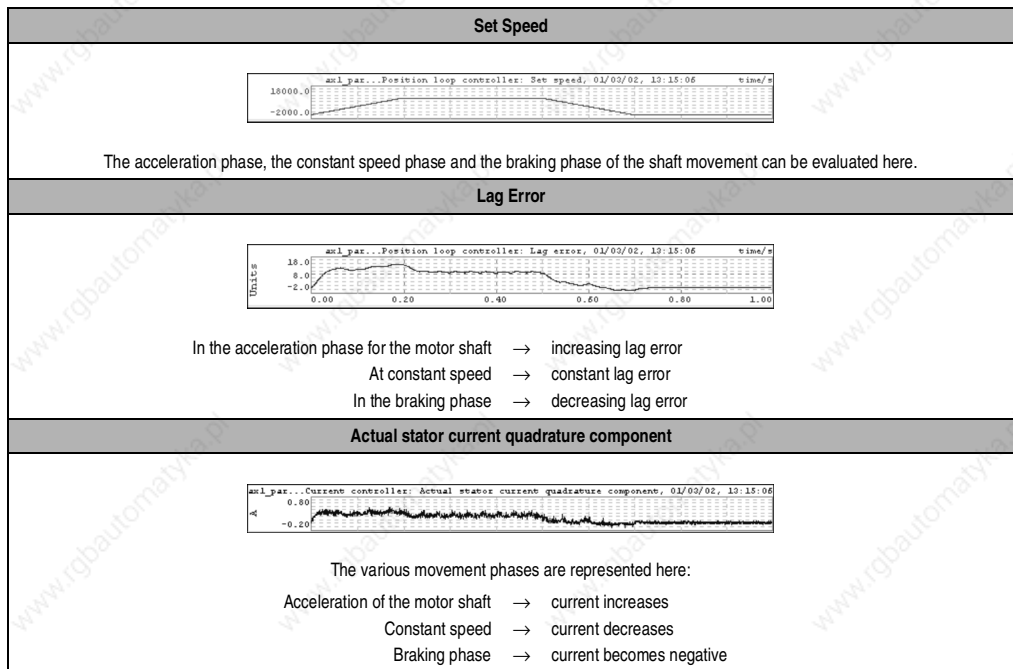 Set Speed
axl_par...Position loop controller: Set speed, 01/03/02, 13:15:06 time/s
18000.0
-2000.0
The acceleration phase, the constant speed phase and the braking phase of the shaft movement can be evaluated here.
Lag Error
axl_par...Position loop controller: Lag error, 01/03/02, 13:15:06 time/s
Units
18.0
8.0
-2.0
0.00 0.20 0.40 0.60 0.80 1.00
In the acceleration phase for the motor shaft → increasing lag error
At constant speed → constant lag error
In the braking phase → decreasing lag error
Actual stator current quadrature component
axl_par...Current controller: Actual stator current quadrature component, 01/03/02, 13:15:06
A
0.80
-0.20
The various movement phases are represented here:
Acceleration of the motor shaft → current increases
Constant speed → current decreases
Braking phase → current becomes negative
www.rgbautomatyka.pl